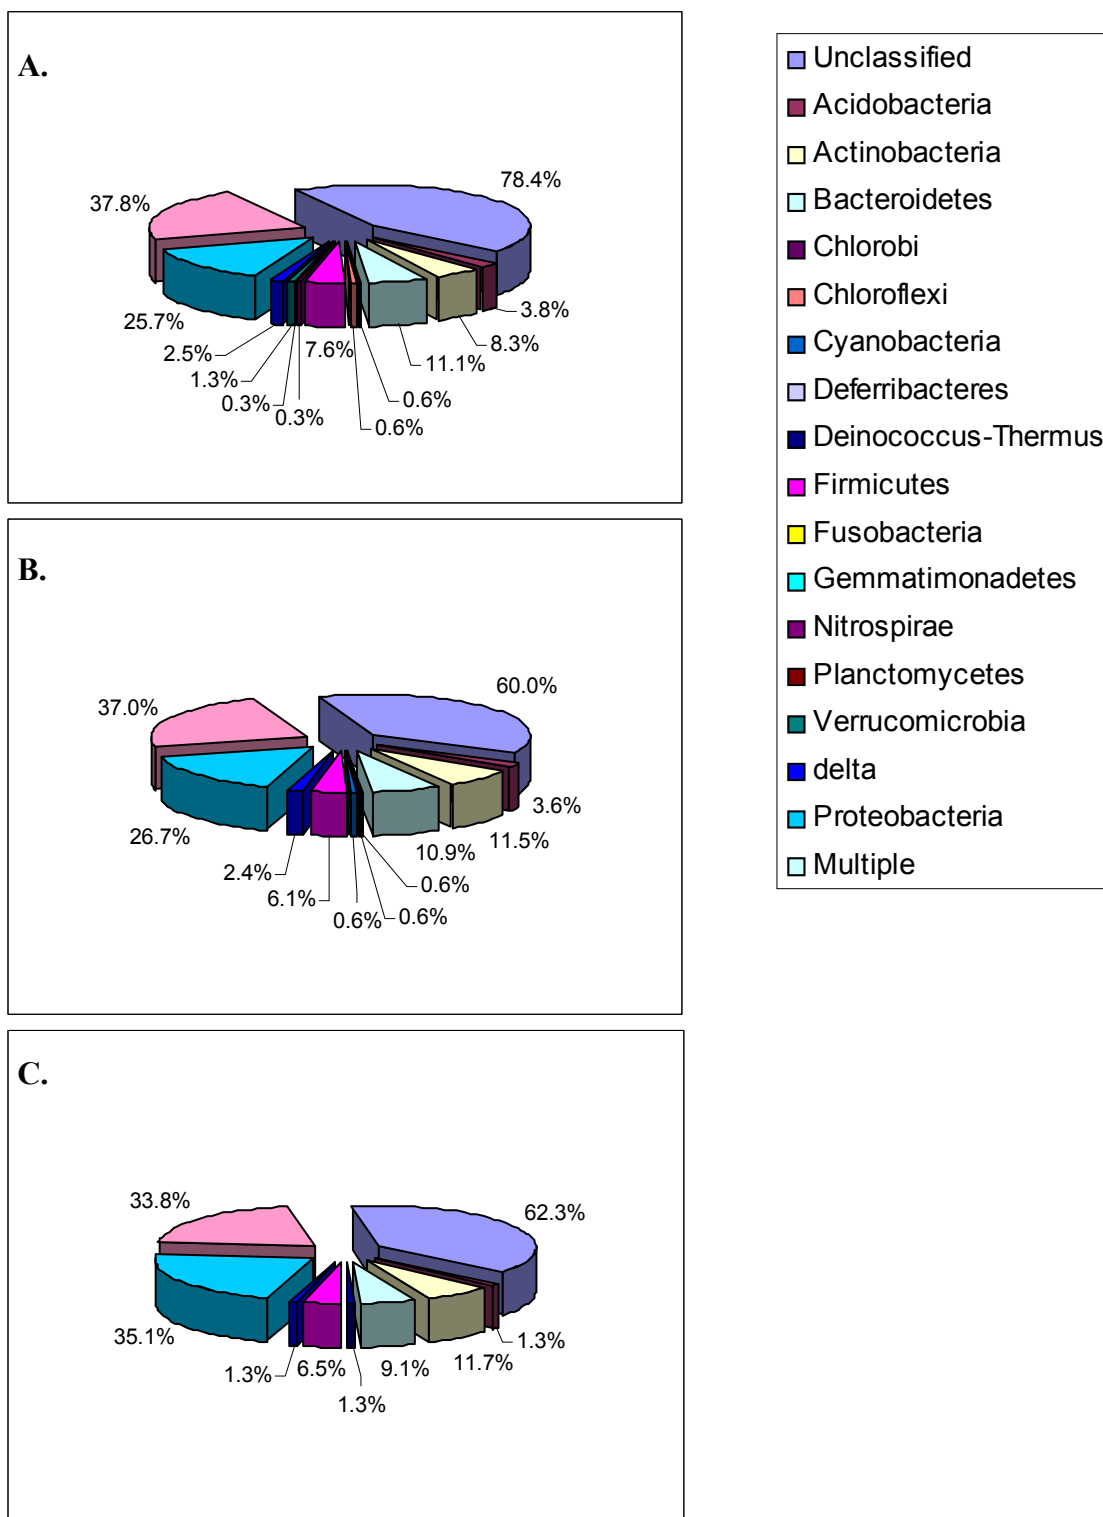 A.
78.4%
37.8%
3.8%
25.7%
8.3%
2.5%
7.6%
11.1%
1.3%
0.6%
0.3%
0.3%
0.6%
B.
60.0%
37.0%
3.6%
26.7%
11.5%
10.9%
2.4%
0.6%
6.1%
0.6%
0.6%
C.
33.8%
62.3%
35.1%
1.3%
11.7%
1.3%
6.5%
9.1%
1.3%
Unclassified
Acidobacteria
Actinobacteria
Bacteroidetes
Chlorobi
Chloroflexi
Cyanobacteria
Deferribacteres
Deinococcus-Thermus
Firmicutes
Fusobacteria
Gemmatimonadetes
Nitrospirae
Planctomycetes
Verrucomicrobia
delta
Proteobacteria
Multiple